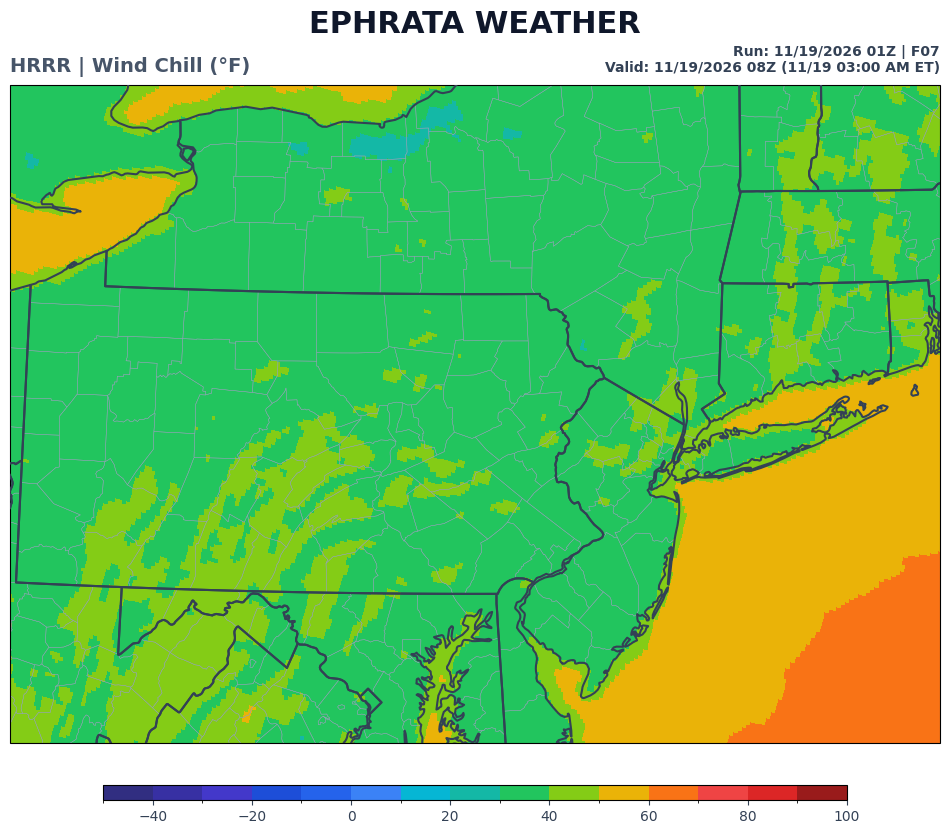 EPHRATA WEATHER
HRRR | Wind Chill (°F)
Run: 11/19/2026 01Z | F07
Valid: 11/19/2026 08Z (11/19 03:00 AM ET)
−40 −20 0 20 40 60 80 100